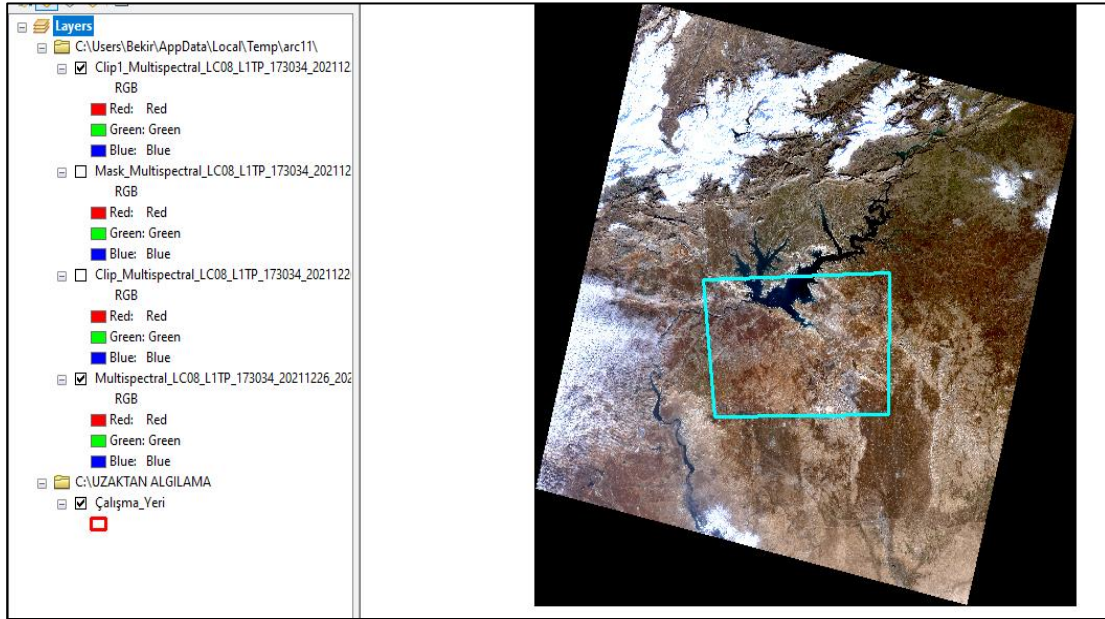 Layers
C:\Users\Bekir\AppData\Local\Temp\arc11\
Clip1_Multispectral_LC08_L1TP_173034_202112
RGB
Red: Red
Green: Green
Blue: Blue
Mask_Multispectral_LC08_L1TP_173034_202112
RGB
Red: Red
Green: Green
Blue: Blue
Clip_Multispectral_LC08_L1TP_173034_2021122
RGB
Red: Red
Green: Green
Blue: Blue
Multispectral_LC08_L1TP_173034_20211226_202
RGB
Red: Red
Green: Green
Blue: Blue
C:\UZAKTAN ALGILAMA
Çalışma_Yeri